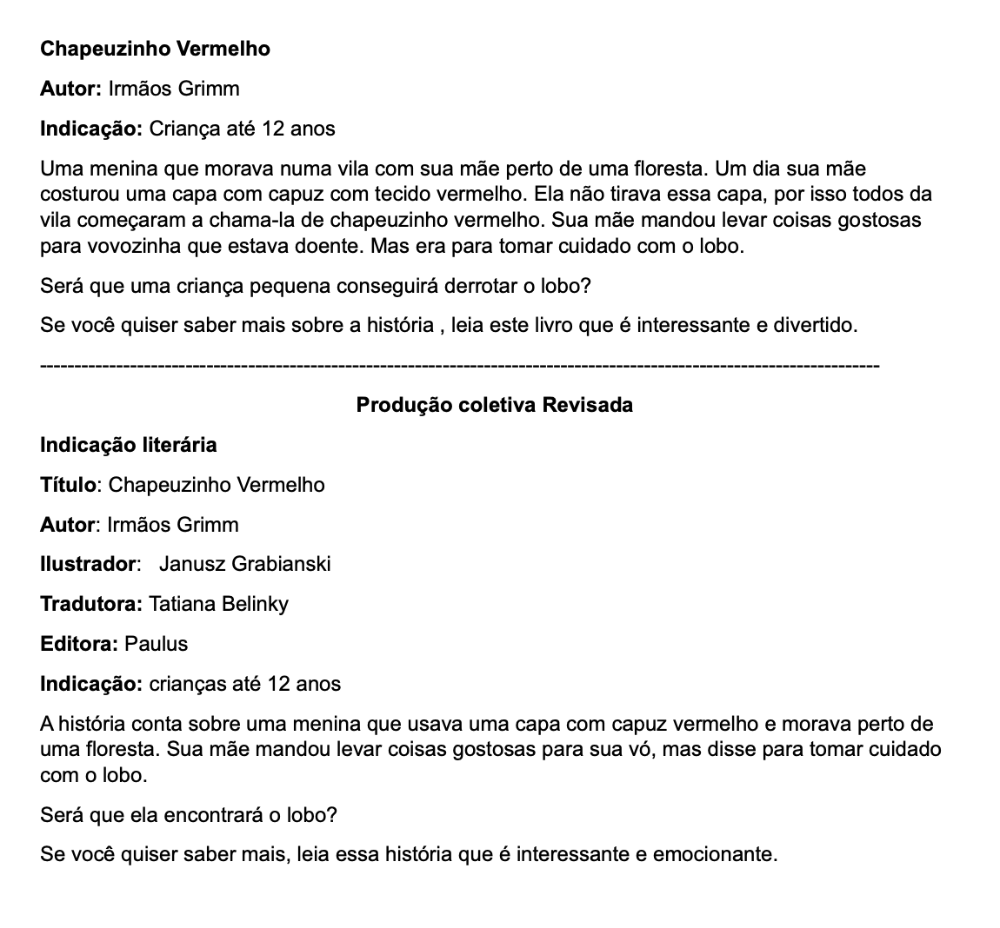 Chapeuzinho Vermelho
Autor: Irmãos Grimm
Indicação: Criança até 12 anos
Uma menina que morava numa vila com sua mãe perto de uma floresta. Um dia sua mãe
costurou uma capa com capuz com tecido vermelho. Ela não tirava essa capa, por isso todos da
vila começaram a chama-la de chapeuzinho vermelho. Sua mãe mandou levar coisas gostosas
para vovozinha que estava doente. Mas era para tomar cuidado com o lobo.
Será que uma criança pequena conseguirá derrotar o lobo?
Se você quiser saber mais sobre a história , leia este livro que é interessante e divertido.
-------------------------------------------------------------------------------------------------------------------------
Produção coletiva Revisada
Indicação literária
Título: Chapeuzinho Vermelho
Autor: Irmãos Grimm
Ilustrador:   Janusz Grabianski
Tradutora: Tatiana Belinky
Editora: Paulus
Indicação: crianças até 12 anos
A história conta sobre uma menina que usava uma capa com capuz vermelho e morava perto de
uma floresta. Sua mãe mandou levar coisas gostosas para sua vó, mas disse para tomar cuidado
com o lobo.
Será que ela encontrará o lobo?
Se você quiser saber mais, leia essa história que é interessante e emocionante.